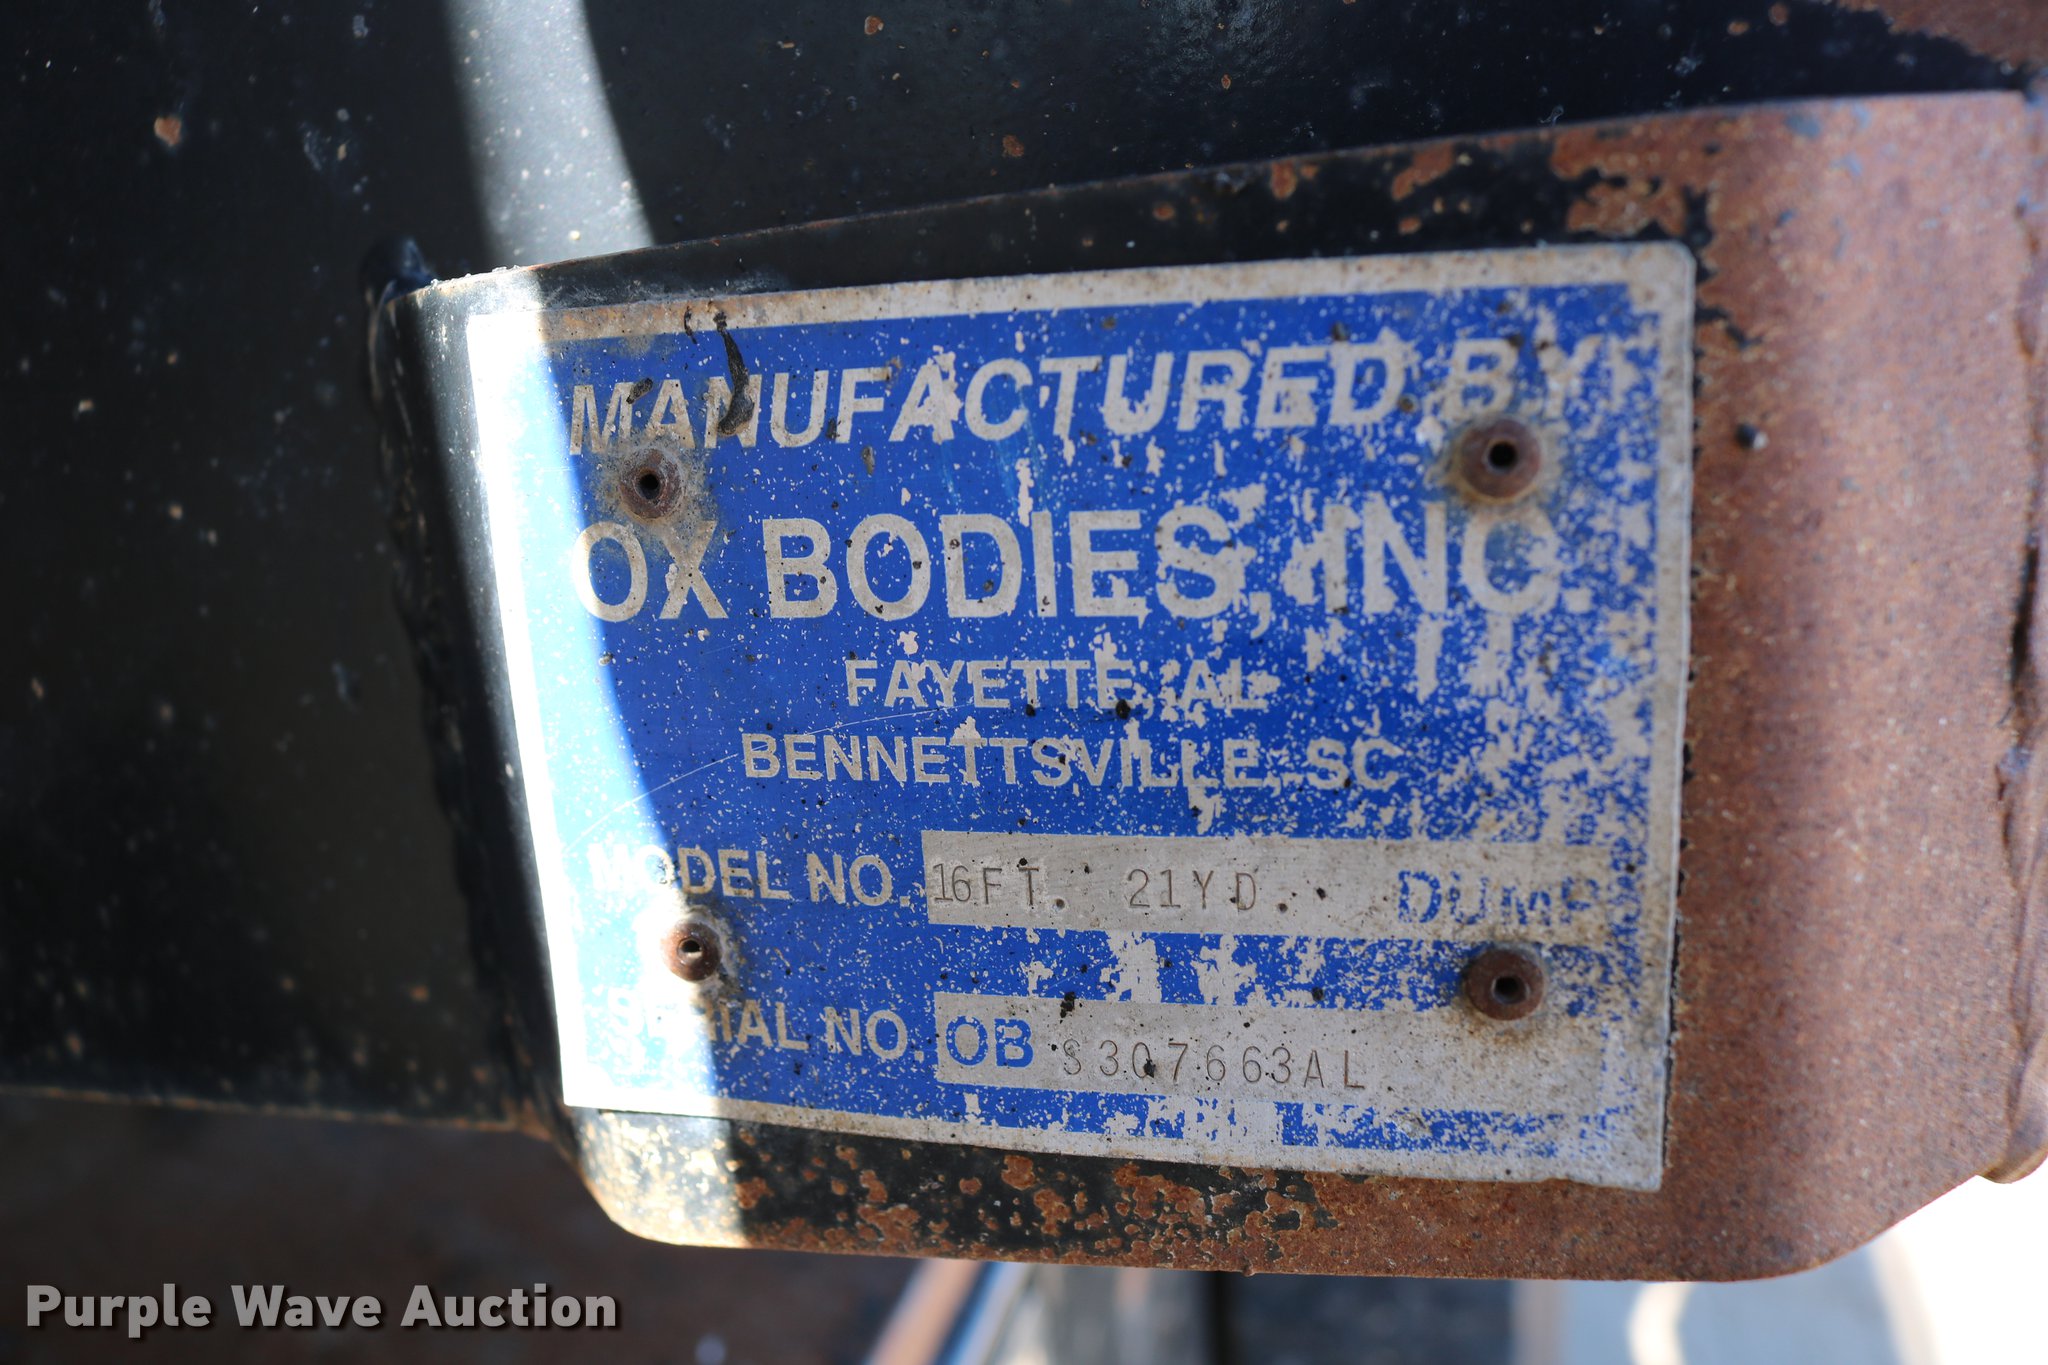 MANUFACTURED BY
OX BODIES, INC.
FAYETTE, AL
BENNETTSVILLE, SC
MODEL NO. 16FT. 21YD. DUMP
SERIAL NO. OB S307663AL
Purple Wave Auction